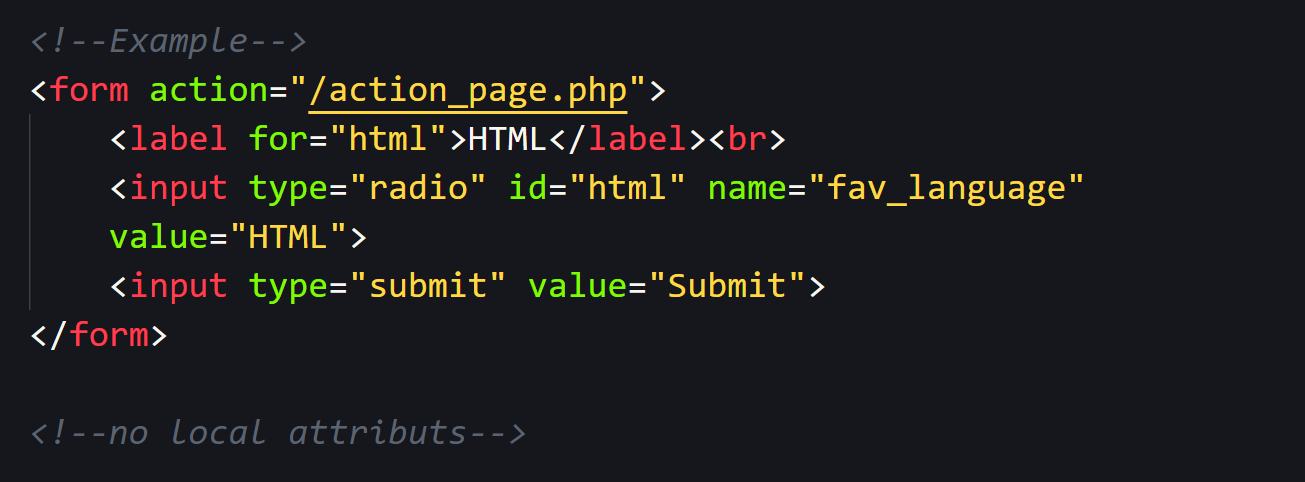 <!--Example-->
<form action="/action_page.php">
    <label for="html">HTML</label><br>
    <input type="radio" id="html" name="fav_language"
    value="HTML">
    <input type="submit" value="Submit">
</form>

<!--no local attributs-->